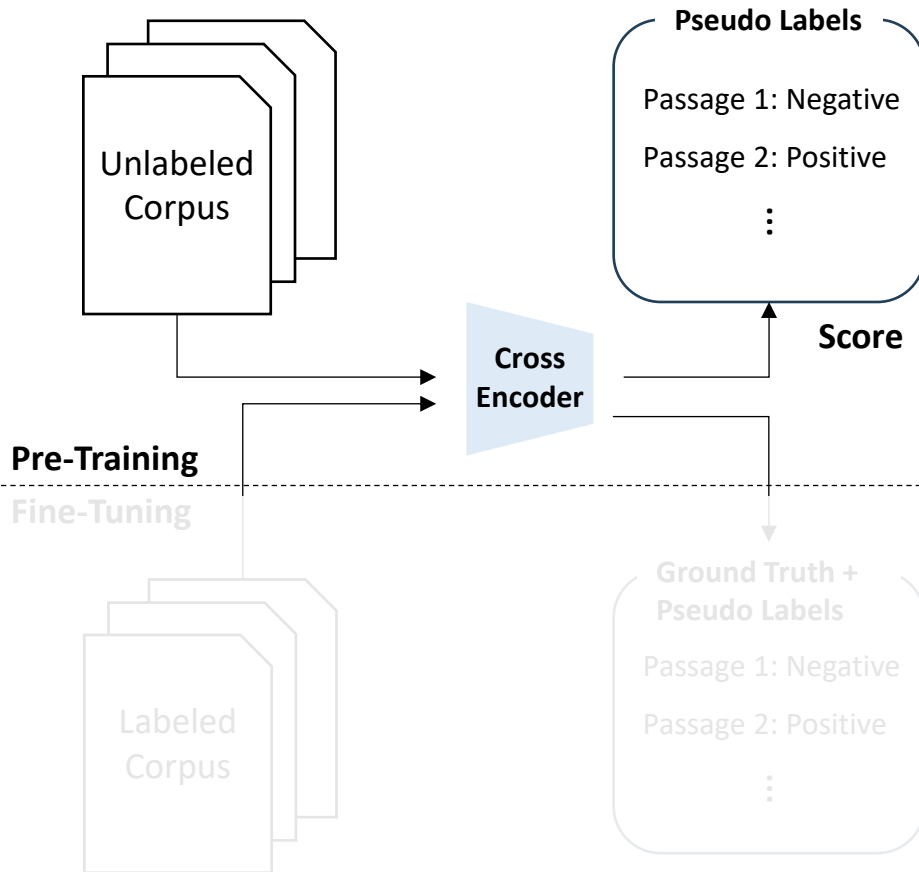 Pseudo Labels
Passage 1: Negative
Passage 2: Positive
⋮
Unlabeled
Corpus
Score
Cross
Encoder
Pre-Training
Fine-Tuning
Ground Truth +
Pseudo Labels
Passage 1: Negative
Passage 2: Positive
⋮
Labeled
Corpus